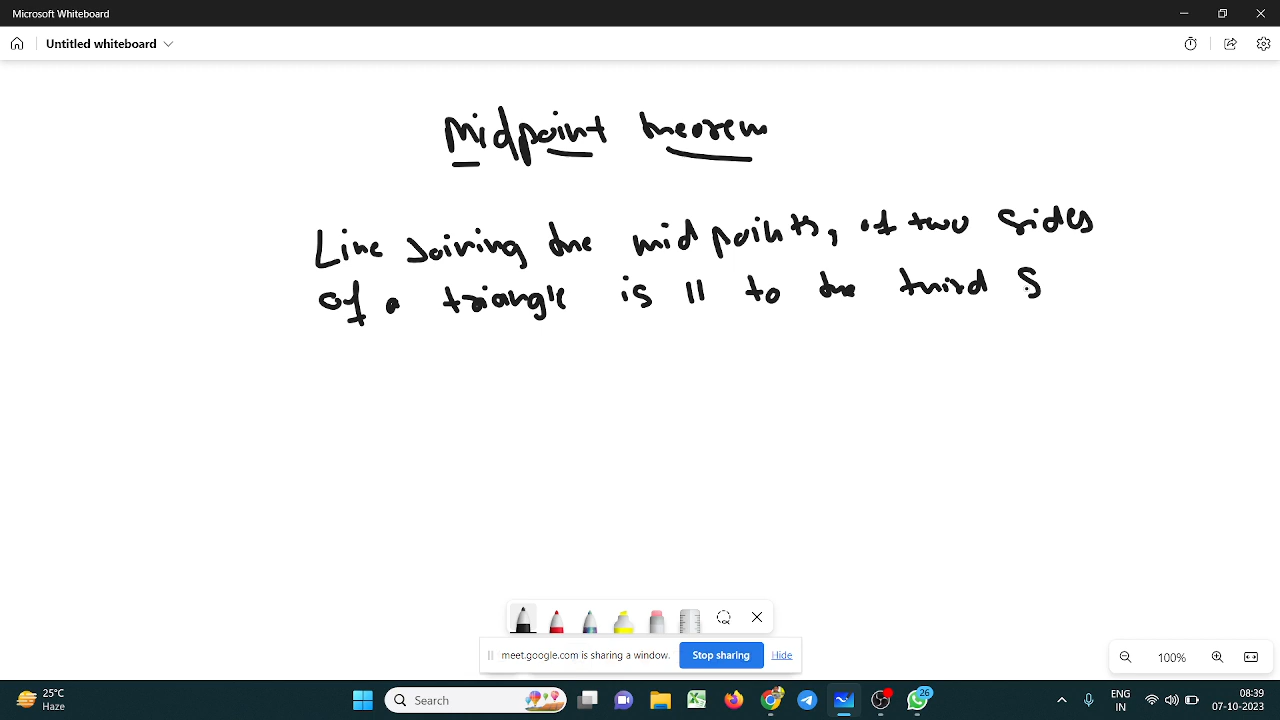 Microsoft Whiteboard
Untitled whiteboard
Midpoint theorem
Line Joining the midpoints, of two sides
of a triangle is || to the third S
meet.google.com is sharing a window.
Stop sharing
Hide
100%
25°C
Haze
Search
26
ENG
IN
08:39
07-10-2023